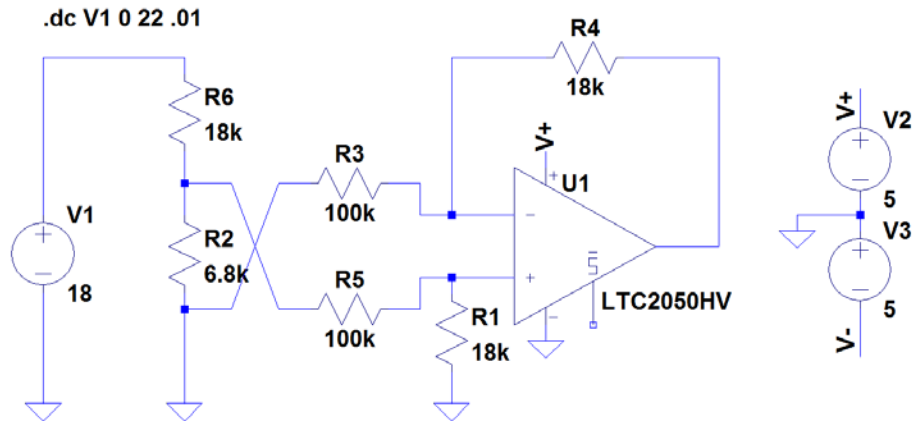 .dc V1 0 22 .01
R4
18k
R6
18k
V+
V+
V2
5
R3
100k
U1
V1
18
R2
6.8k
R5
100k
R1
18k
S̅
LTC2050HV
V3
5
V-